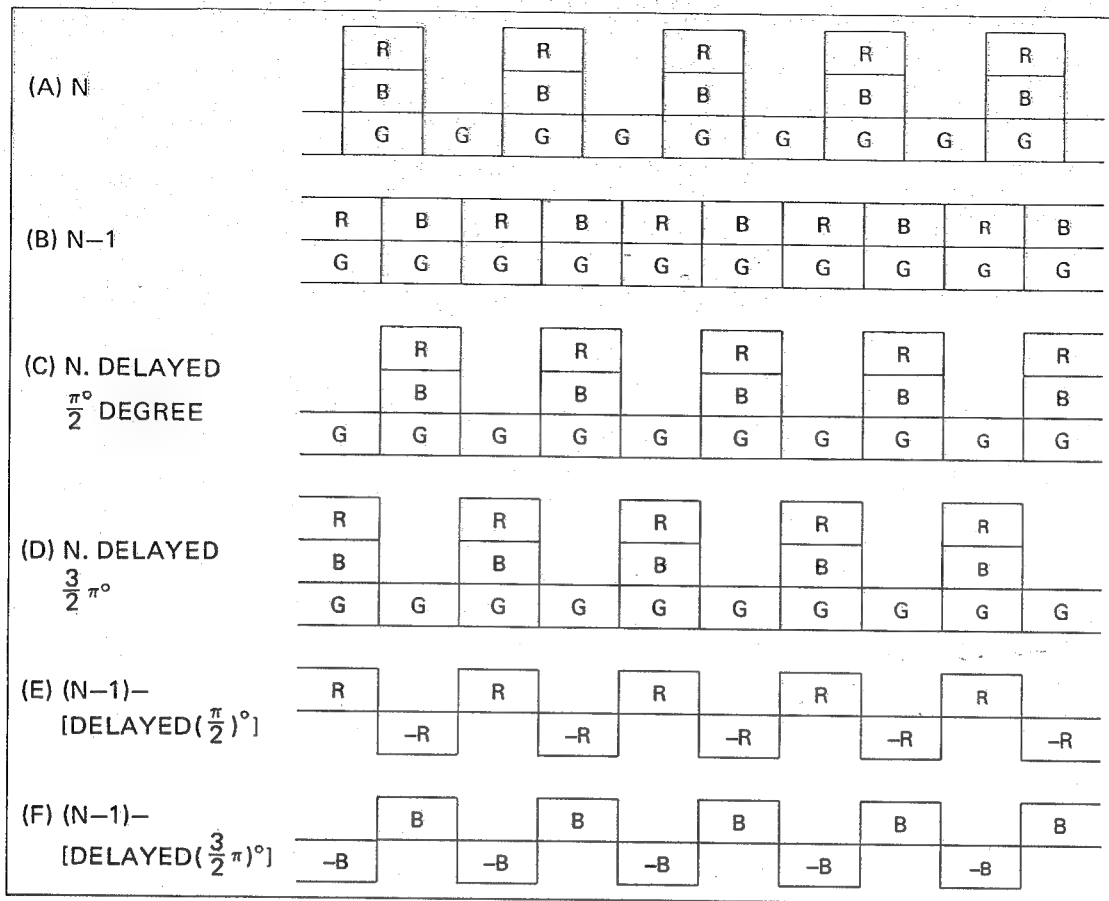 R R R R R
(A) N B B B B B
G G G G G G G G G
(B) N–1 R B R B R B R B R B
G G G G G G G G G G
R R R R R
(C) N. DELAYED B B B B B
π°/2 DEGREE G G G G G G G G G G
R R R R R
(D) N. DELAYED B B B B B
3/2 π° G G G G G G G G G G
(E) (N–1)– R R R R R
[DELAYED(π/2)°] –R –R –R –R –R
(F) (N–1)– B B B B B
[DELAYED(3/2 π)°] –B –B –B –B –B